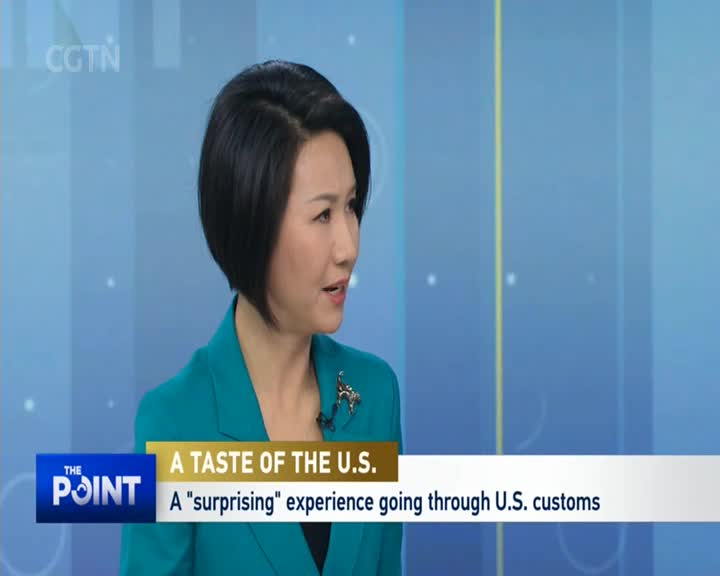 CGTN
A TASTE OF THE U.S.
THE
POINT
A "surprising" experience going through U.S. customs